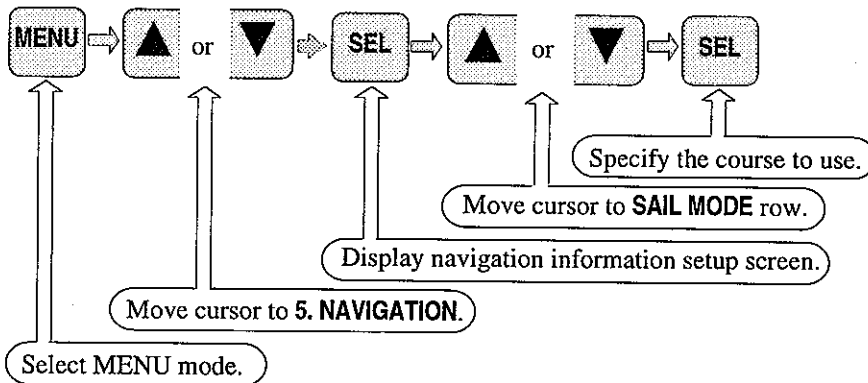 MENU or SEL or SEL
Specify the course to use.
Move cursor to SAIL MODE row.
Display navigation information setup screen.
Move cursor to 5. NAVIGATION.
Select MENU mode.